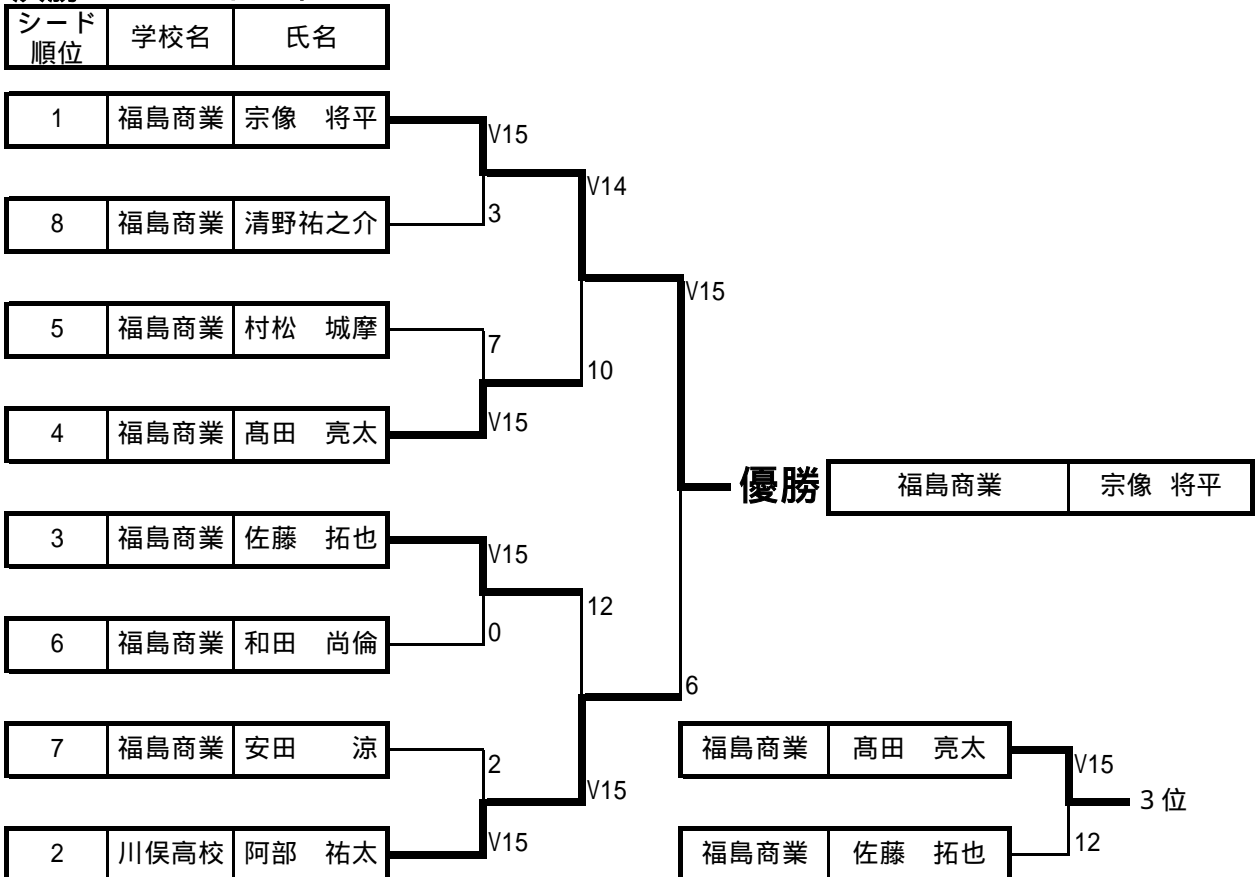 シード順位 学校名 氏名
1 福島商業 宗像 将平
V15
V14
3
8 福島商業 清野祐之介
V15
5 福島商業 村松 城摩
7
10
V15
4 福島商業 髙田 亮太
優勝 福島商業 宗像 将平
3 福島商業 佐藤 拓也
V15
12
0
6 福島商業 和田 尚倫
6
7 福島商業 安田 涼
2
V15
V15
2 川俣高校 阿部 祐太
福島商業 髙田 亮太
V15
3位
12
福島商業 佐藤 拓也